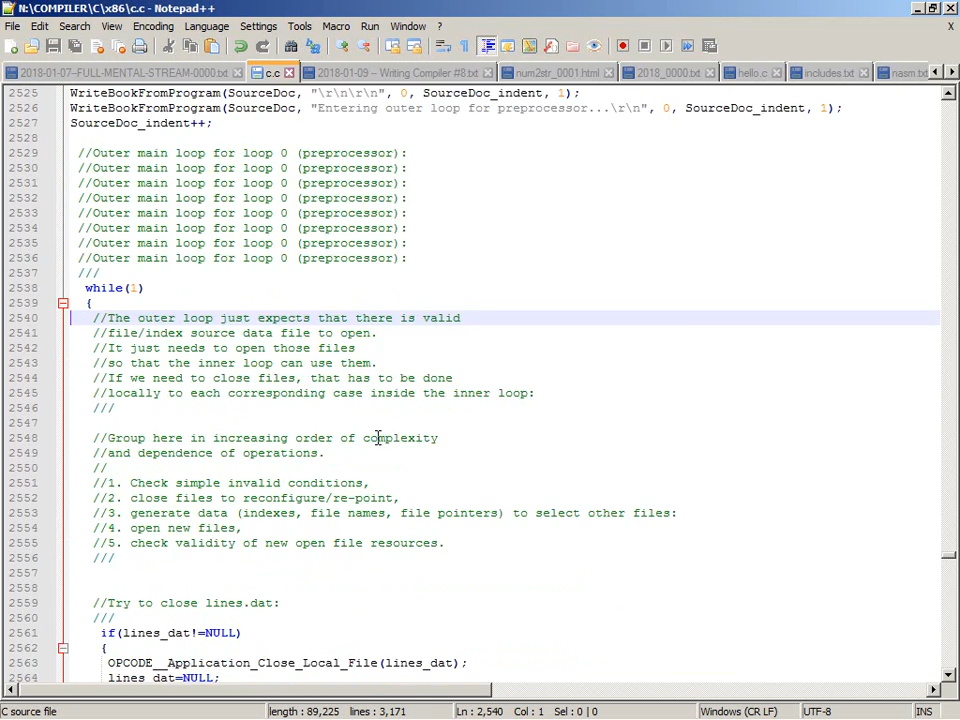 N:\COMPILER\C\x86\c.c - Notepad++
File Edit Search View Encoding Language Settings Tools Macro Run Window ? X
2018-01-07-FULL-MENTAL-STREAM-0000.txt c.c 2018-01-09 -- Writing Compiler #8.txt num2str_0001.html 2018_0000.txt hello.c includes.txt nasm.tx
2525 WriteBookFromProgram(SourceDoc, "\r\n\r\n", 0, SourceDoc_indent, 1);
2526 WriteBookFromProgram(SourceDoc, "Entering outer loop for preprocessor...\r\n", 0, SourceDoc_indent, 1);
2527 SourceDoc_indent++;
2528
2529 //Outer main loop for loop 0 (preprocessor):
2530 //Outer main loop for loop 0 (preprocessor):
2531 //Outer main loop for loop 0 (preprocessor):
2532 //Outer main loop for loop 0 (preprocessor):
2533 //Outer main loop for loop 0 (preprocessor):
2534 //Outer main loop for loop 0 (preprocessor):
2535 //Outer main loop for loop 0 (preprocessor):
2536 //Outer main loop for loop 0 (preprocessor):
2537 ///
2538 while(1)
2539 {
2540 //The outer loop just expects that there is valid
2541 //file/index source data file to open.
2542 //It just needs to open those files
2543 //so that the inner loop can use them.
2544 //If we need to close files, that has to be done
2545 //locally to each corresponding case inside the inner loop:
2546 ///
2547
2548 //Group here in increasing order of complexity
2549 //and dependence of operations.
2550 //
2551 //1. Check simple invalid conditions,
2552 //2. close files to reconfigure/re-point,
2553 //3. generate data (indexes, file names, file pointers) to select other files:
2554 //4. open new files,
2555 //5. check validity of new open file resources.
2556 ///
2557
2558
2559 //Try to close lines.dat:
2560 ///
2561 if(lines_dat!=NULL)
2562 {
2563 OPCODE__Application_Close_Local_File(lines_dat);
2564 lines_dat=NULL;
C source file length : 89,225 lines : 3,171 Ln : 2,540 Col : 1 Sel : 0 | 0 Windows (CR LF) UTF-8 INS